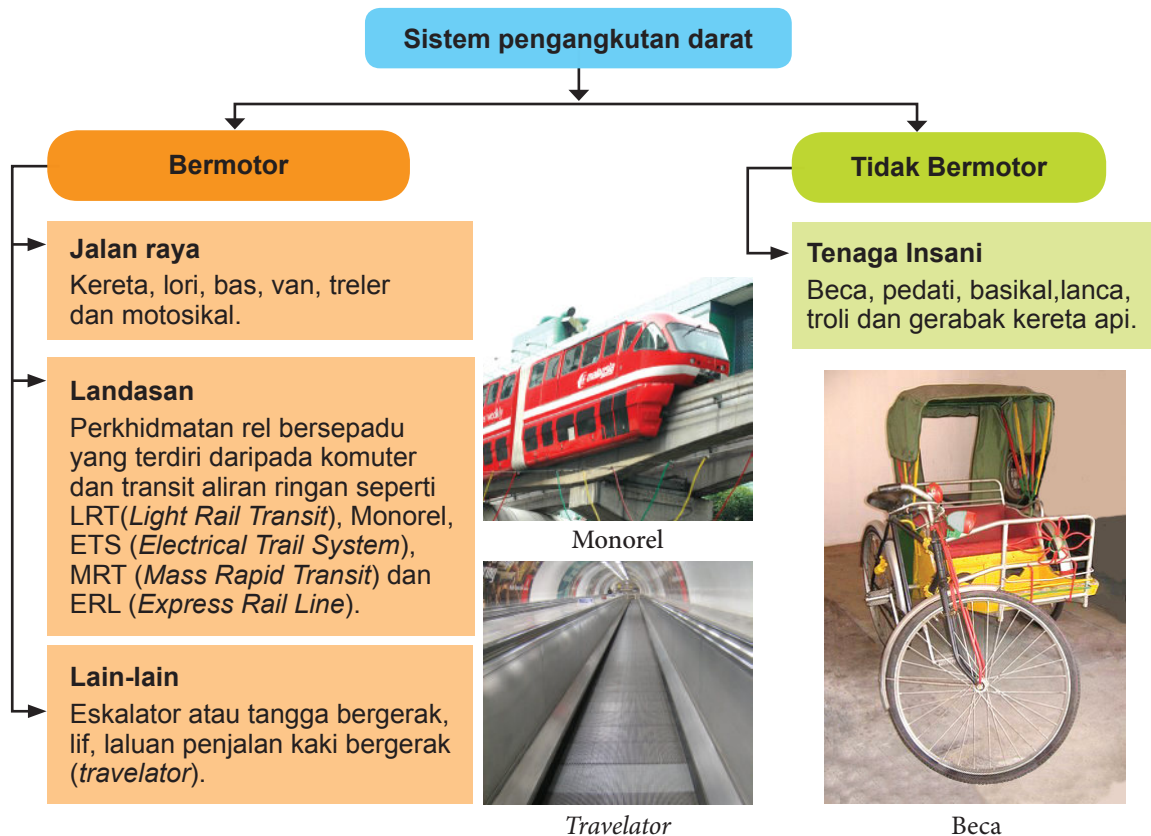 Sistem pengangkutan darat
Bermotor
Jalan raya
Kereta, lori, bas, van, treler
dan motosikal.
Landasan
Perkhidmatan rel bersepadu
yang terdiri daripada komuter
dan transit aliran ringan seperti
LRT(Light Rail Transit), Monorel,
ETS (Electrical Trail System),
MRT (Mass Rapid Transit) dan
ERL (Express Rail Line).
Lain-lain
Eskalator atau tangga bergerak,
lif, laluan penjalan kaki bergerak
(travelator).
Monorel
Travelator
Tidak Bermotor
Tenaga Insani
Beca, pedati, basikal,lanca,
troli dan gerabak kereta api.
Beca